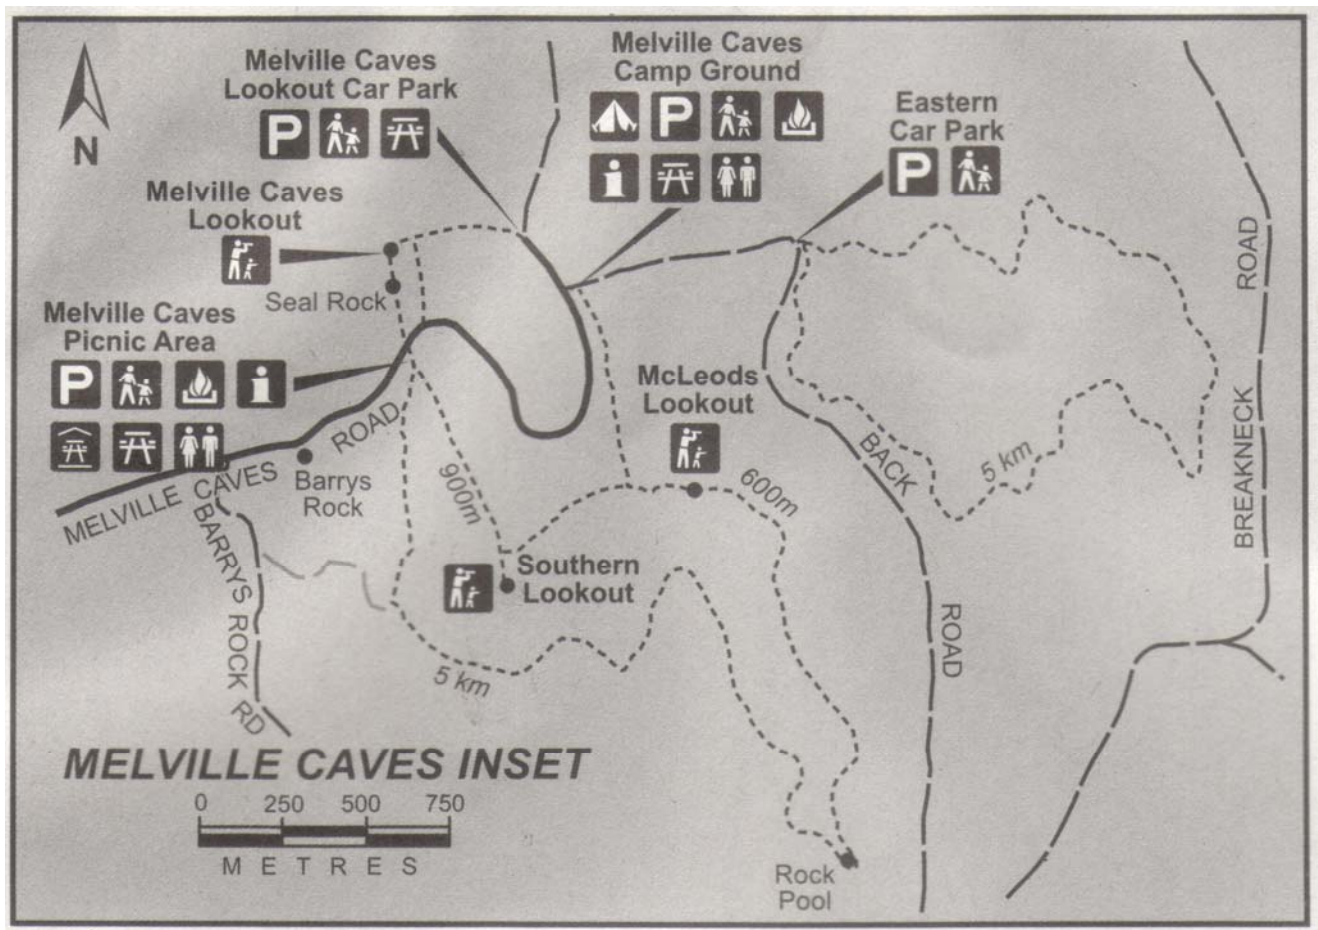 Melville Caves
Lookout Car Park
P
Melville Caves
Camp Ground
P
i
Eastern
Car Park
P
N
Melville Caves
Lookout
Seal Rock
Melville Caves
Picnic Area
P
i
MELVILLE CAVES ROAD
Barrys
Rock
BARRYS ROCK RD
900m
McLeods
Lookout
600m
Southern
Lookout
5 km
5 km
BACK ROAD
BREAKNECK ROAD
Rock
Pool
MELVILLE CAVES INSET
0 250 500 750
METRES